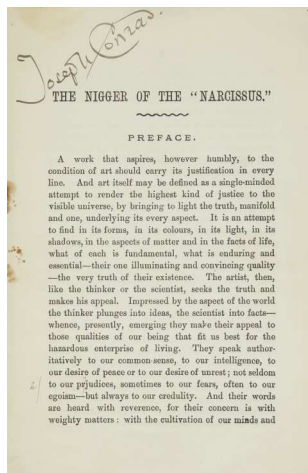 Joseph Conrad.
THE NIGGER OF THE "NARCISSUS."
PREFACE.
A work that aspires, however humbly, to the
condition of art should carry its justification in every
line. And art itself may be defined as a single-minded
attempt to render the highest kind of justice to the
visible universe, by bringing to light the truth, manifold
and one, underlying its every aspect. It is an attempt
to find in its forms, in its colours, in its light, in its
shadows, in the aspects of matter and in the facts of life,
what of each is fundamental, what is enduring and
essential—their one illuminating and convincing quality
—the very truth of their existence. The artist, then,
like the thinker or the scientist, seeks the truth and
makes his appeal. Impressed by the aspect of the world
the thinker plunges into ideas, the scientist into facts—
whence, presently, emerging they make their appeal to
those qualities of our being that fit us best for the
hazardous enterprise of living. They speak author-
itatively to our common-sense, to our intelligence, to
our desire of peace or to our desire of unrest; not seldom
to our prjudices, sometimes to our fears, often to our
egoism—but always to our credulity. And their words
are heard with reverence, for their concern is with
weighty matters: with the cultivation of our minds and